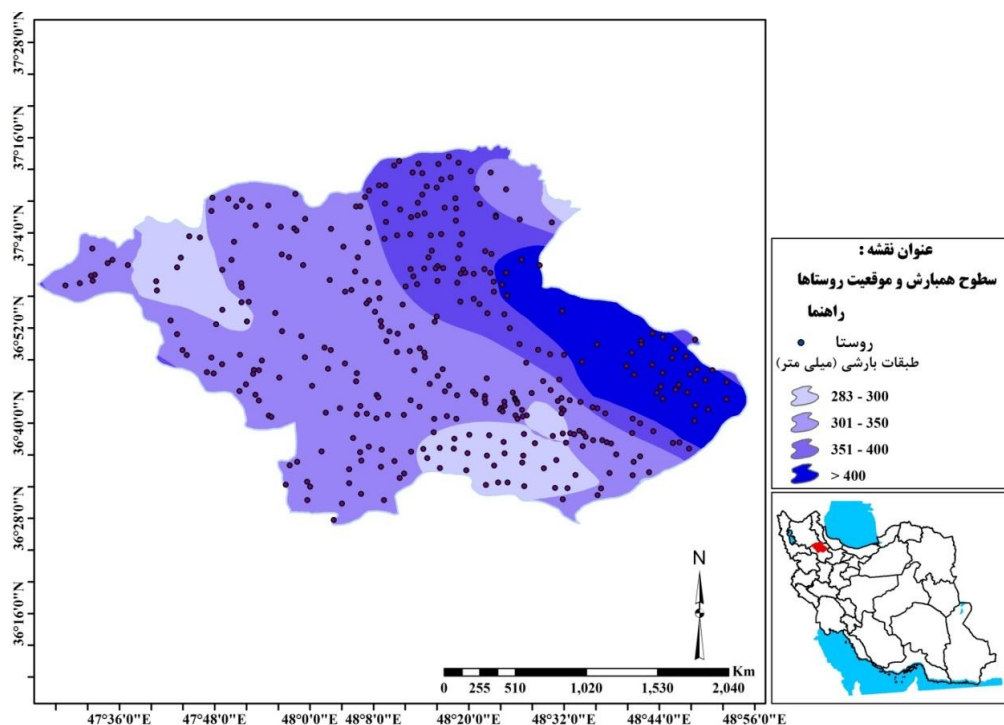 37°28'0"N
37°16'0"N
37°4'0"N
36°52'0"N
36°40'0"N
36°28'0"N
36°16'0"N
47°36'0"E 47°48'0"E 48°0'0"E 48°8'0"E 48°20'0"E 48°32'0"E 48°44'0"E 48°56'0"E
N
Km
0 255 510 1,020 1,530 2,040
عنوان نقشه :
سطوح همبارش و موقعیت روستاها
راهنما
روستا
طبقات بارشی (میلی متر)
283 - 300
301 - 350
351 - 400
> 400